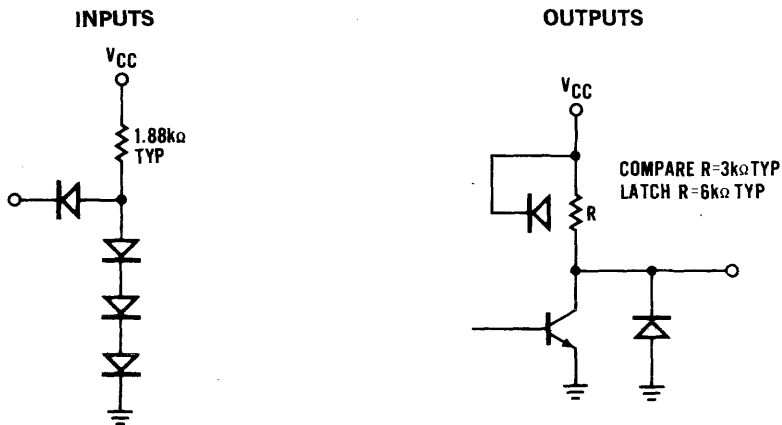 INPUTS
VCC
1.88kΩ
TYP
OUTPUTS
VCC
COMPARE R=3kΩ TYP
LATCH R=6kΩ TYP
R